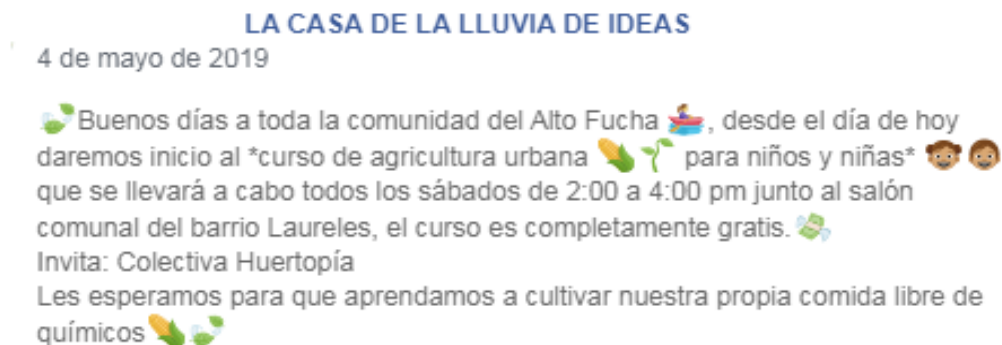 LA CASA DE LA LLUVIA DE IDEAS
4 de mayo de 2019
🍃Buenos días a toda la comunidad del Alto Fucha 🚣, desde el día de hoy
daremos inicio al *curso de agricultura urbana 🌽🌱 para niños y niñas* 👧🏽👦🏽
que se llevará a cabo todos los sábados de 2:00 a 4:00 pm junto al salón
comunal del barrio Laureles, el curso es completamente gratis.💸
Invita: Colectiva Huertopía
Les esperamos para que aprendamos a cultivar nuestra propia comida libre de
químicos🌽🍃